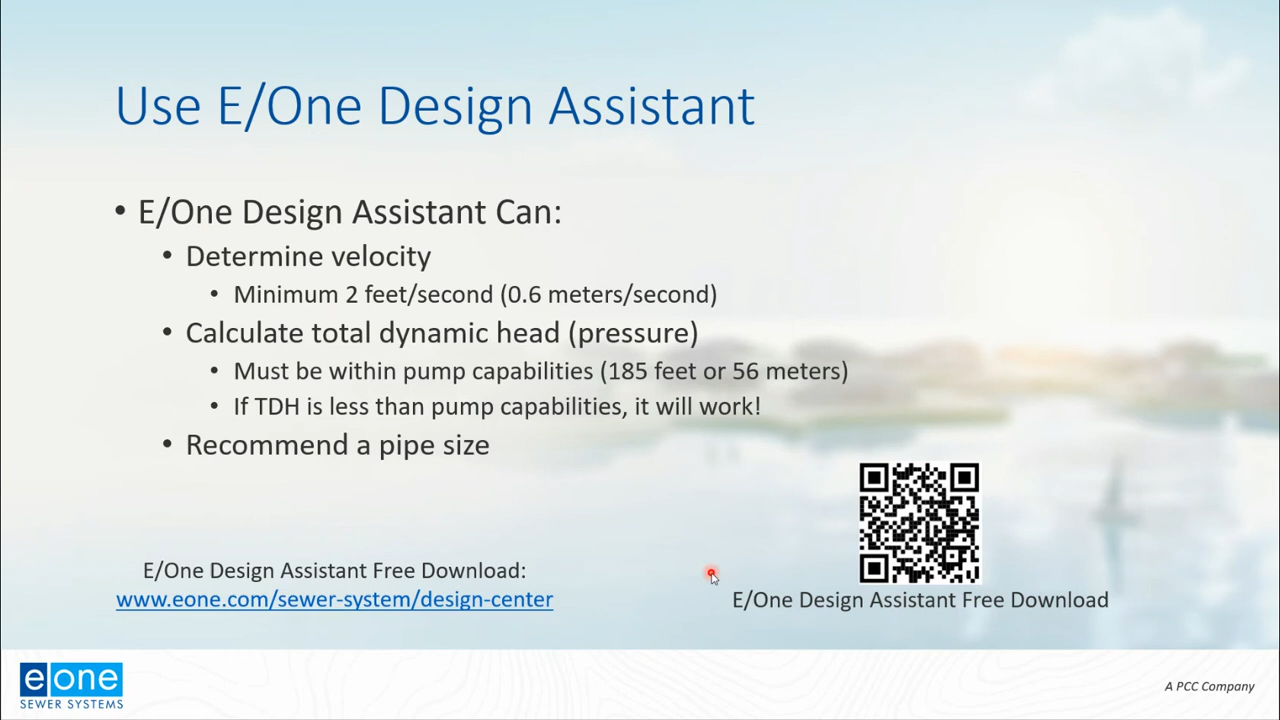 Use E/One Design Assistant
• E/One Design Assistant Can:
• Determine velocity
• Minimum 2 feet/second (0.6 meters/second)
• Calculate total dynamic head (pressure)
• Must be within pump capabilities (185 feet or 56 meters)
• If TDH is less than pump capabilities, it will work!
• Recommend a pipe size
E/One Design Assistant Free Download:
www.eone.com/sewer-system/design-center
E/One Design Assistant Free Download
eone
SEWER SYSTEMS
A PCC Company